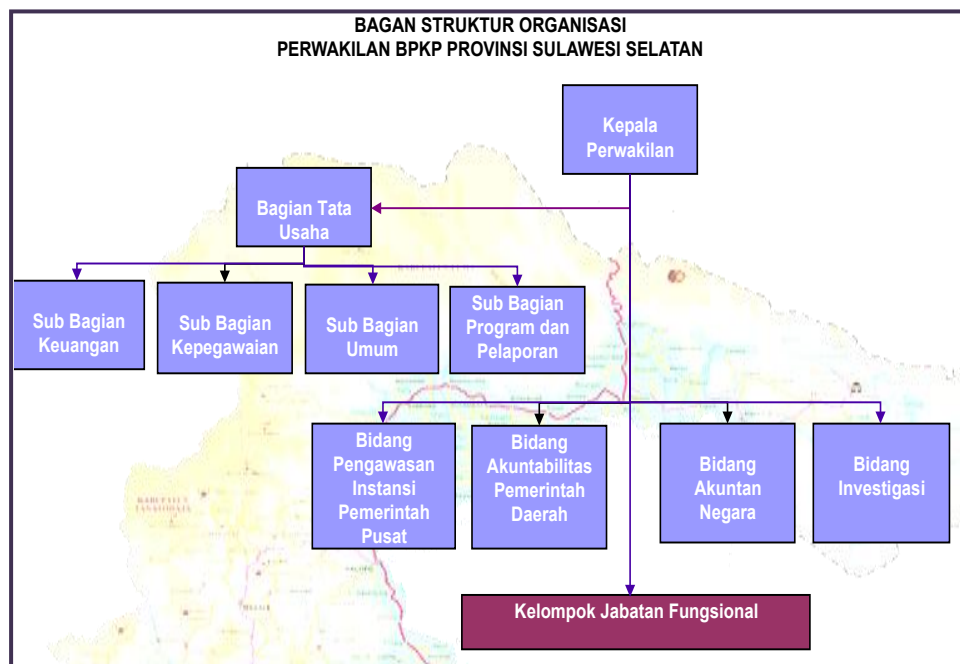 BAGAN STRUKTUR ORGANISASI
PERWAKILAN BPKP PROVINSI SULAWESI SELATAN
Kepala
Perwakilan
Bagian Tata
Usaha
Sub Bagian
Keuangan
Sub Bagian
Kepegawaian
Sub Bagian
Umum
Sub Bagian
Program dan
Pelaporan
Bidang
Pengawasan
Instansi
Pemerintah
Pusat
Bidang
Akuntabilitas
Pemerintah
Daerah
Bidang
Akuntan
Negara
Bidang
Investigasi
Kelompok Jabatan Fungsional